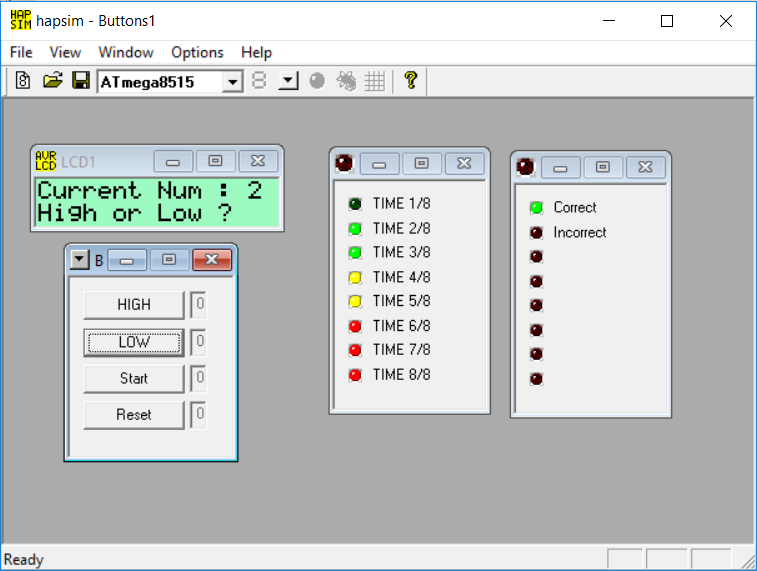 HAP SIM hapsim - Buttons1
File View Window Options Help
ATmega8515
AVR LCD LCD1
Current Num : 2
High or Low ?
B
HIGH 0
LOW 0
Start 0
Reset 0
TIME 1/8
TIME 2/8
TIME 3/8
TIME 4/8
TIME 5/8
TIME 6/8
TIME 7/8
TIME 8/8
Correct
Incorrect
Ready